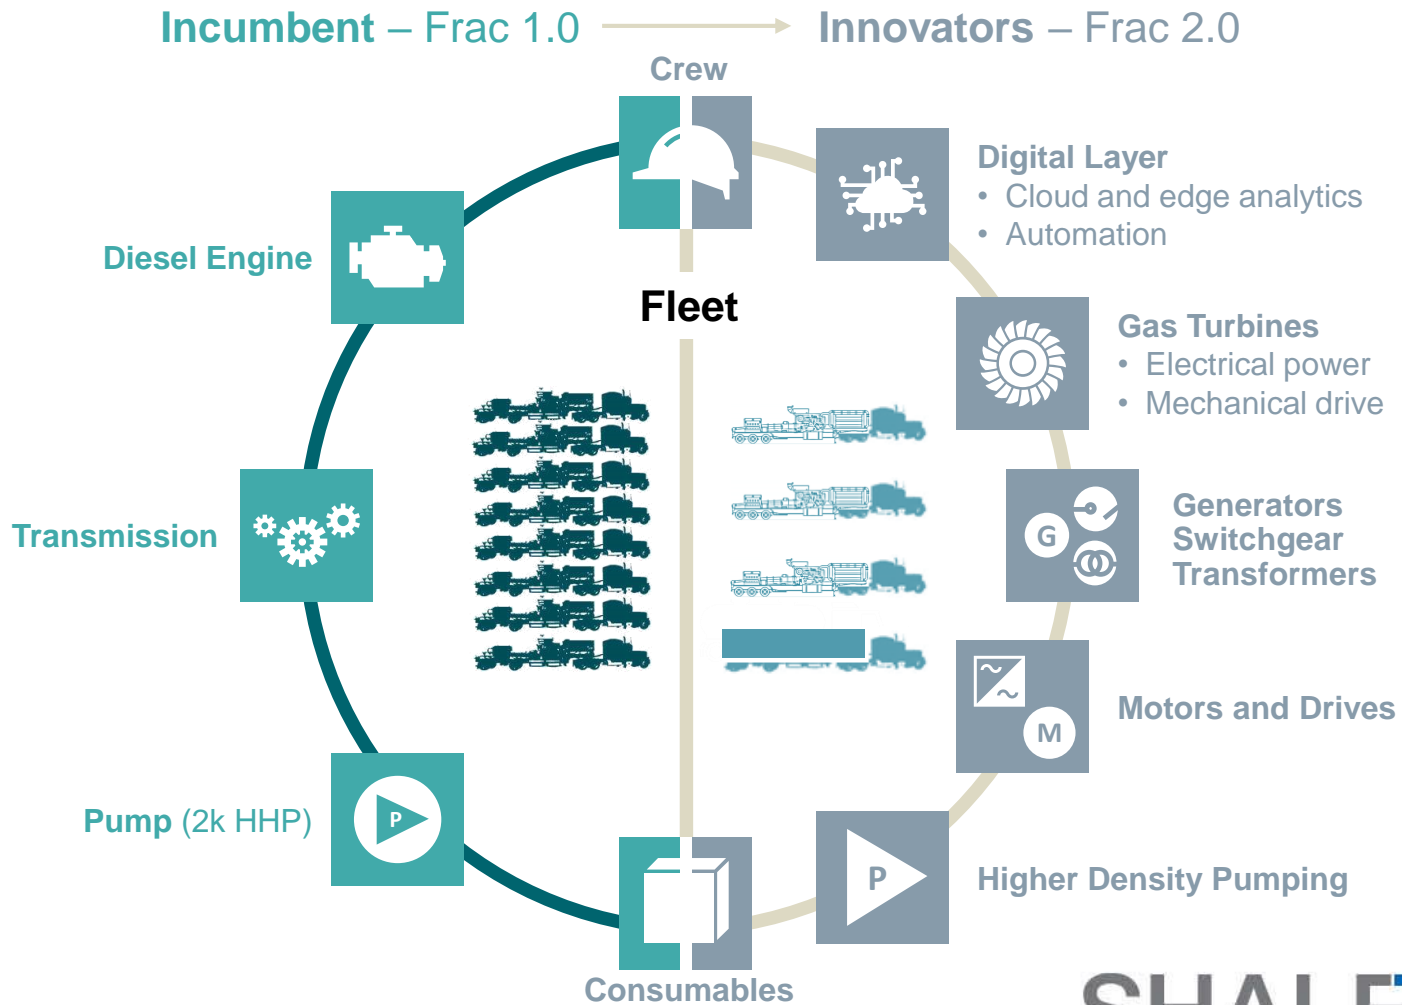 Incumbent – Frac 1.0
Innovators – Frac 2.0
Crew
Digital Layer
• Cloud and edge analytics
• Automation
Diesel Engine
Fleet
Gas Turbines
• Electrical power
• Mechanical drive
Transmission
G
Generators
Switchgear
Transformers
M
Motors and Drives
Pump (2k HHP)
P
P
Higher Density Pumping
Consumables